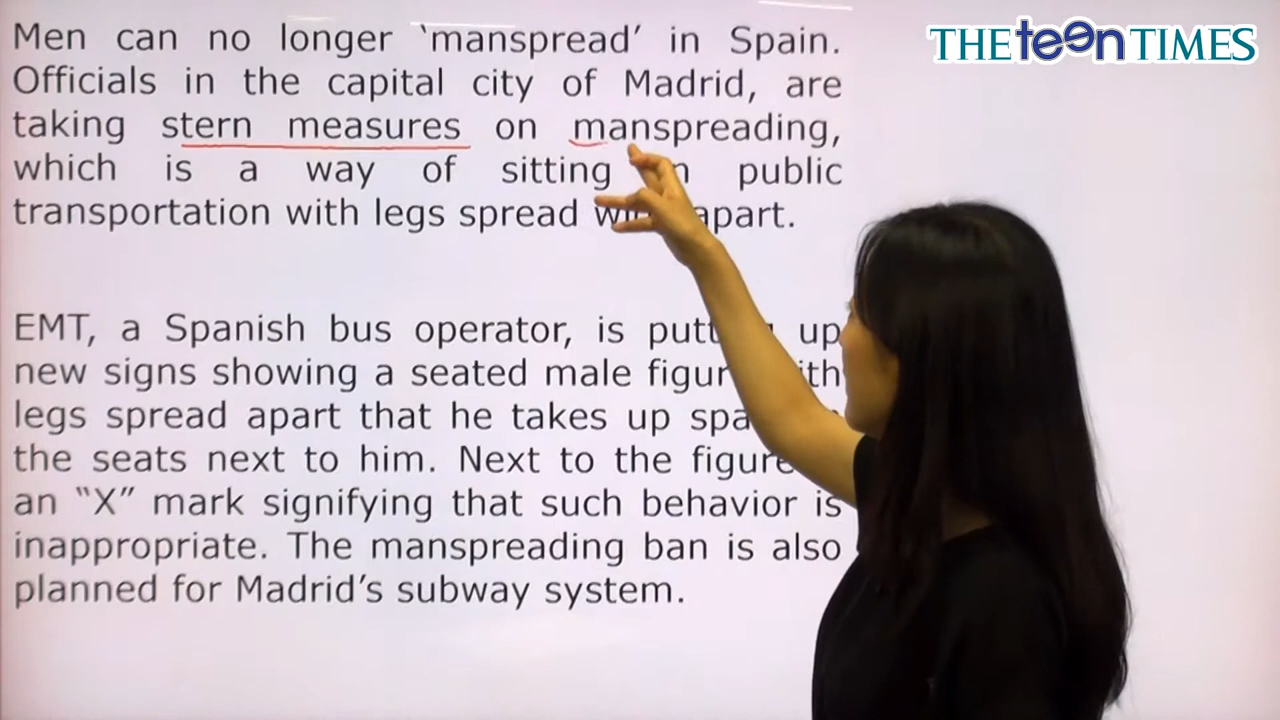 THE teen TIMES
Men can no longer ‘manspread’ in Spain.
Officials in the capital city of Madrid, are
taking stern measures on manspreading,
which is a way of sitting public
transportation with legs spread apart.
EMT, a Spanish bus operator, is up
new signs showing a seated male
legs spread apart that he takes up
the seats next to him. Next to the figure
an “X” mark signifying that such behavior is
inappropriate. The manspreading ban is also
planned for Madrid’s subway system.